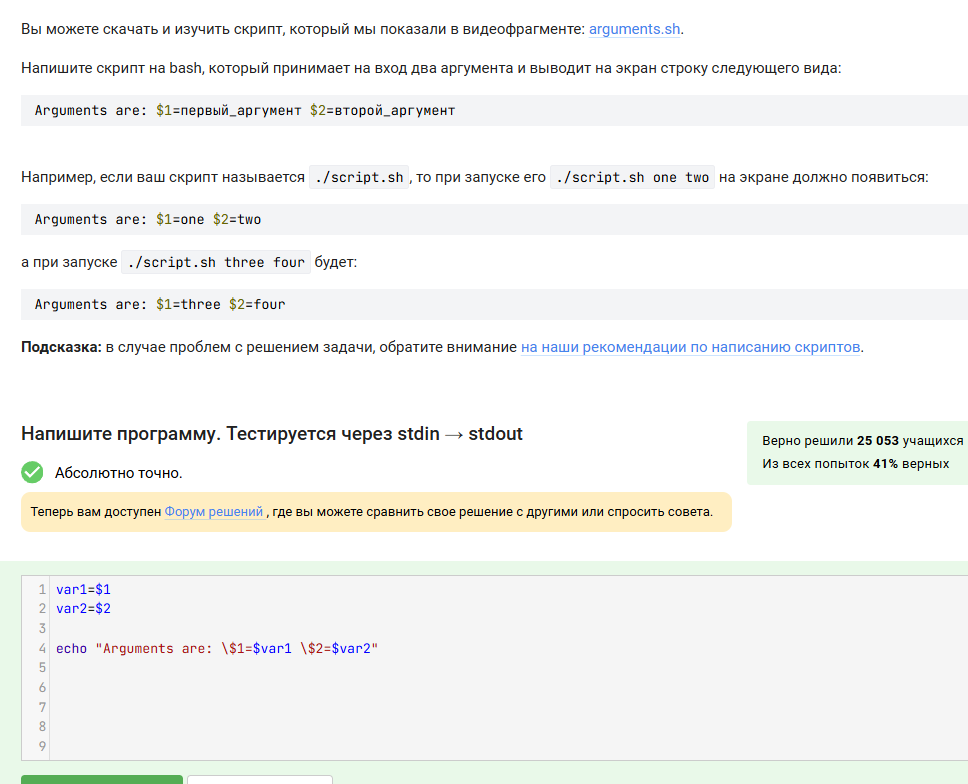 Вы можете скачать и изучить скрипт, который мы показали в видеофрагменте: arguments.sh.
Напишите скрипт на bash, который принимает на вход два аргумента и выводит на экран строку следующего вида:
Arguments are: $1=первый_аргумент $2=второй_аргумент
Например, если ваш скрипт называется ./script.sh, то при запуске его ./script.sh one two на экране должно появиться:
Arguments are: $1=one $2=two
а при запуске ./script.sh three four будет:
Arguments are: $1=three $2=four
Подсказка: в случае проблем с решением задачи, обратите внимание на наши рекомендации по написанию скриптов.
Напишите программу. Тестируется через stdin → stdout
Верно решили 25 053 учащихся
Из всех попыток 41% верных
Абсолютно точно.
Теперь вам доступен Форум решений , где вы можете сравнить свое решение с другими или спросить совета.
1 var1=$1
2 var2=$2
3
4 echo "Arguments are: \$1=$var1 \$2=$var2"
5
6
7
8
9